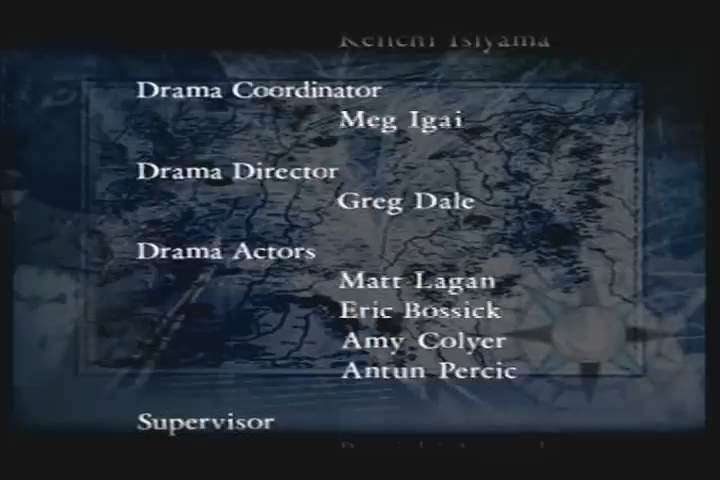 Keiichi Isiyama
Drama Coordinator
Meg Igai
Drama Director
Greg Dale
Drama Actors
Matt Lagan
Eric Bossick
Amy Colyer
Antun Percic
Supervisor